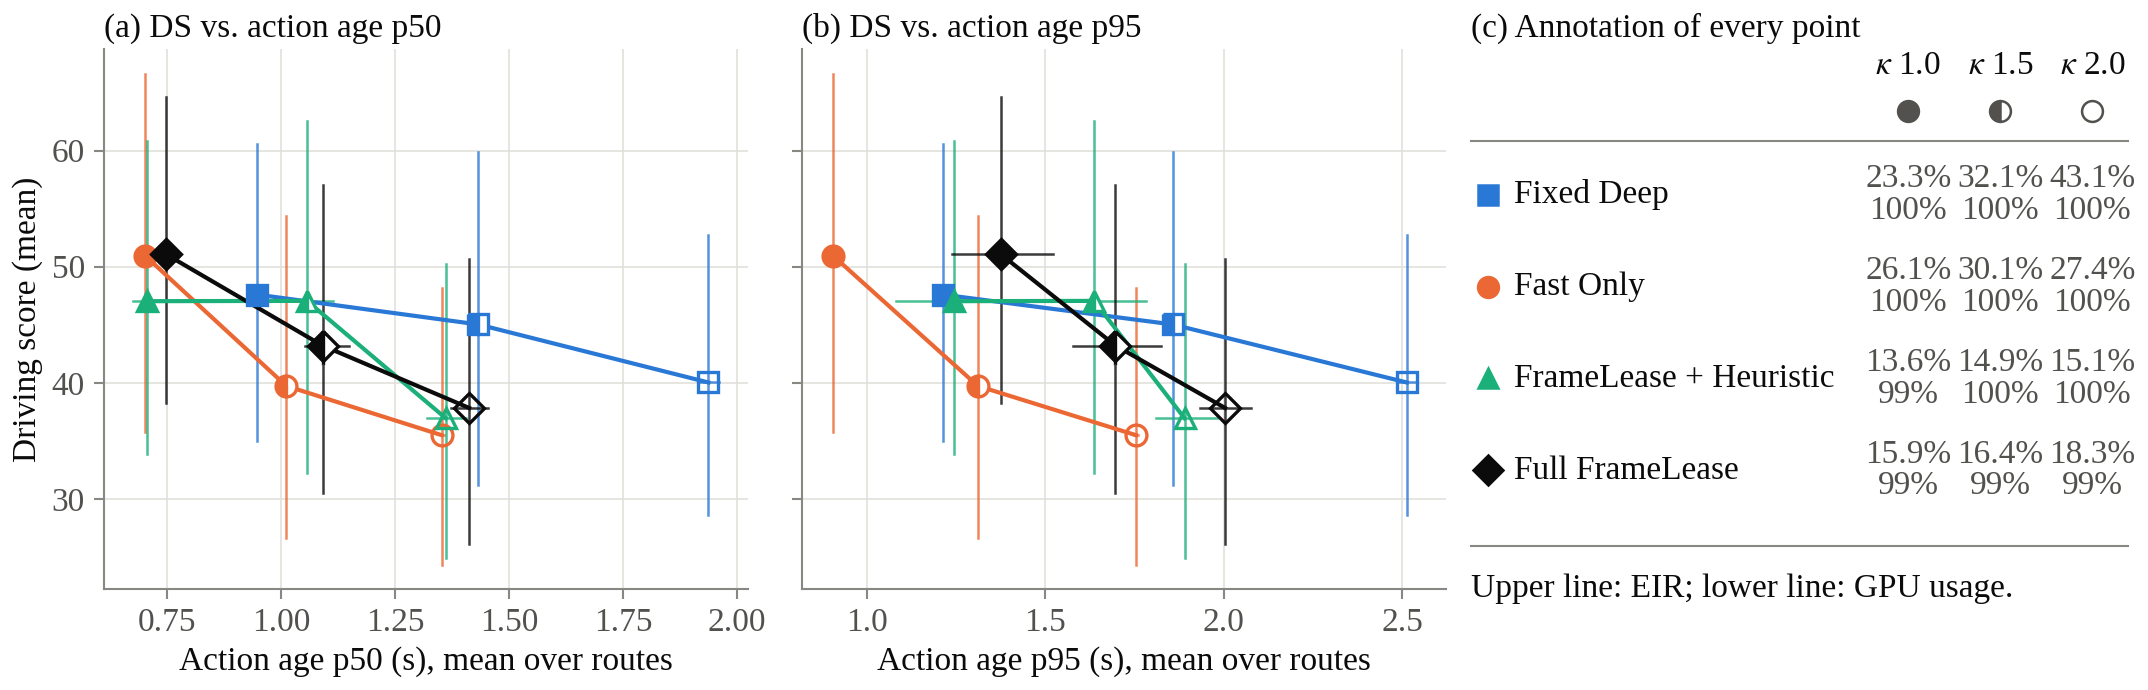 (a) DS vs. action age p50
Driving score (mean)
60
50
40
30
0.75 1.00 1.25 1.50 1.75 2.00
Action age p50 (s), mean over routes
(b) DS vs. action age p95
1.0 1.5 2.0 2.5
Action age p95 (s), mean over routes
(c) Annotation of every point
κ 1.0 κ 1.5 κ 2.0
Fixed Deep
23.3% 32.1% 43.1%
100% 100% 100%
Fast Only
26.1% 30.1% 27.4%
100% 100% 100%
FrameLease + Heuristic
13.6% 14.9% 15.1%
99% 100% 100%
Full FrameLease
15.9% 16.4% 18.3%
99% 99% 99%
Upper line: EIR; lower line: GPU usage.